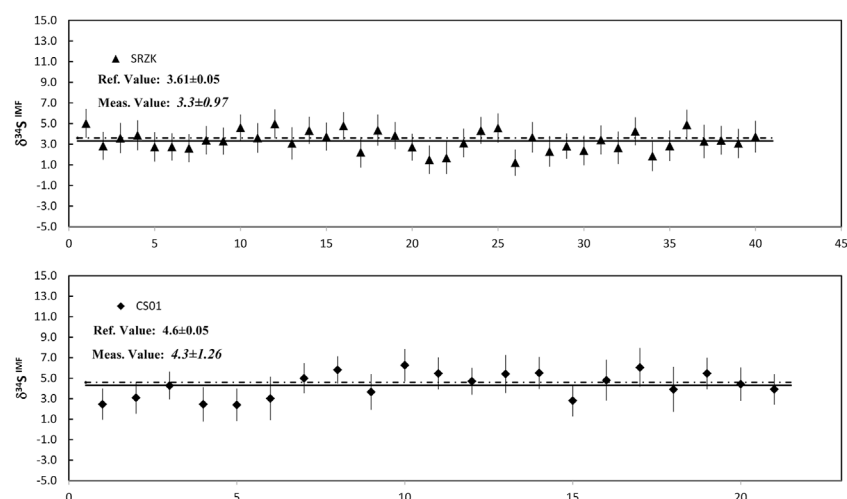 15.0
13.0
11.0
9.0
7.0
5.0
3.0
1.0
-1.0
-3.0
-5.0
δ³⁴S ᴵᴹᶠ
SRZK
Ref. Value: 3.61±0.05
Meas. Value: 3.3±0.97
0 5 10 15 20 25 30 35 40 45
15.0
13.0
11.0
9.0
7.0
5.0
3.0
1.0
-1.0
-3.0
-5.0
δ³⁴S ᴵᴹᶠ
CS01
Ref. Value: 4.6±0.05
Meas. Value: 4.3±1.26
0 5 10 15 20